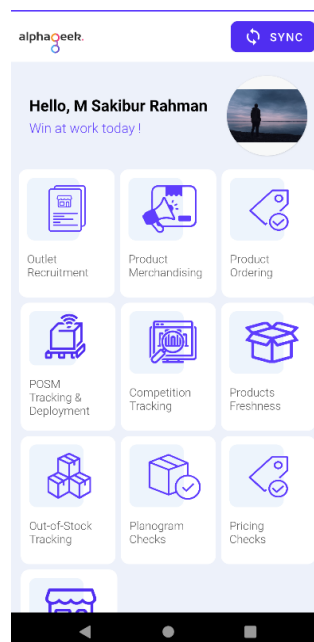 alphageek.
SYNC
Hello, M Sakibur Rahman
Win at work today !
Outlet
Recruitment
Product
Merchandising
Product
Ordering
POSM
Tracking &
Deployment
Competition
Tracking
Products
Freshness
Out-of-Stock
Tracking
Planogram
Checks
Pricing
Checks